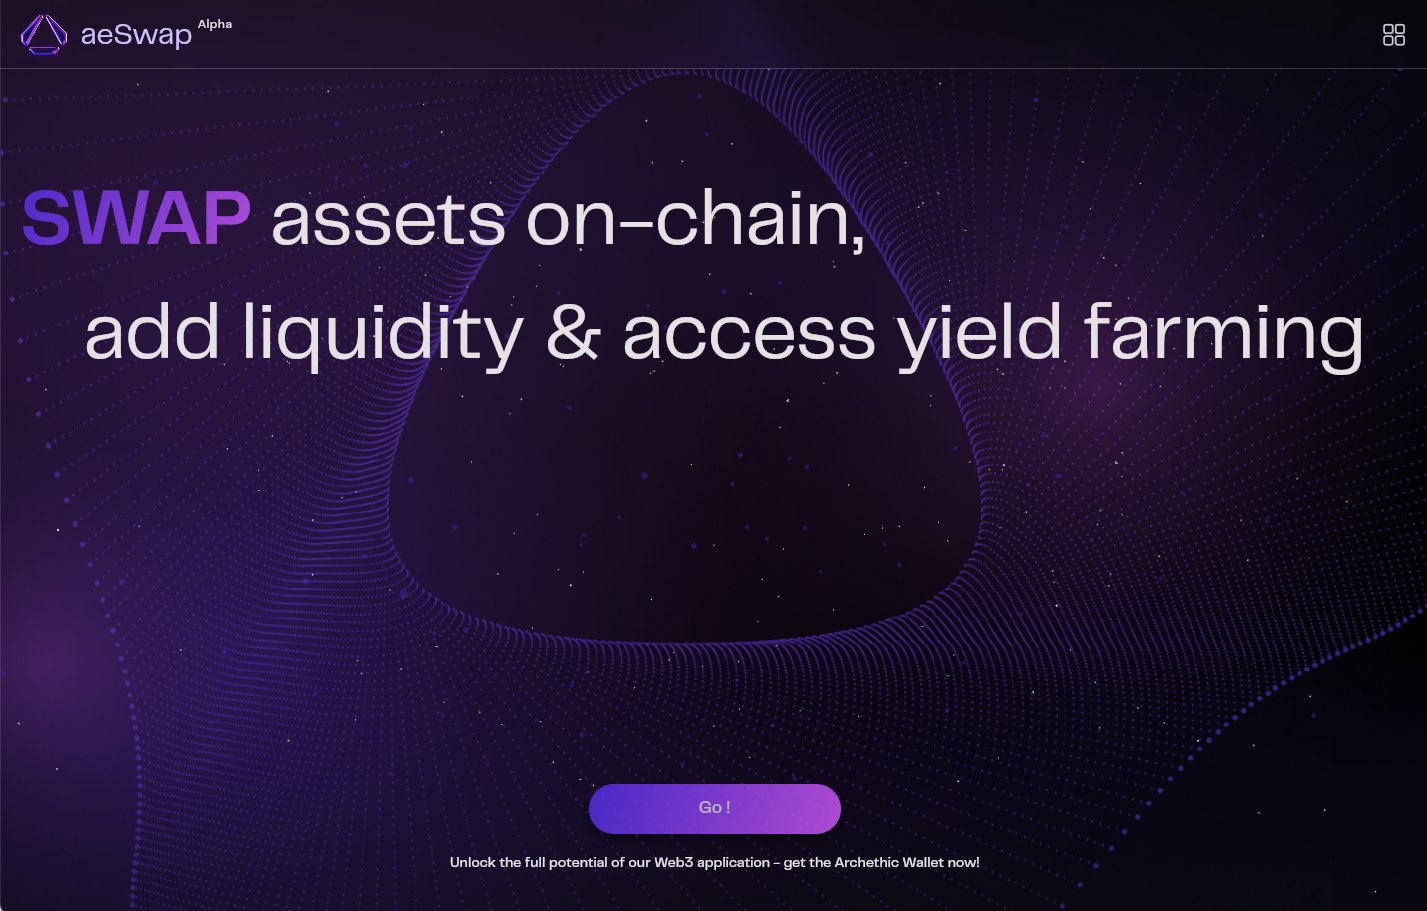 aeSwap Alpha
SWAP assets on-chain,
add liquidity & access yield farming
Go !
Unlock the full potential of our Web3 application - get the Archethic Wallet now!